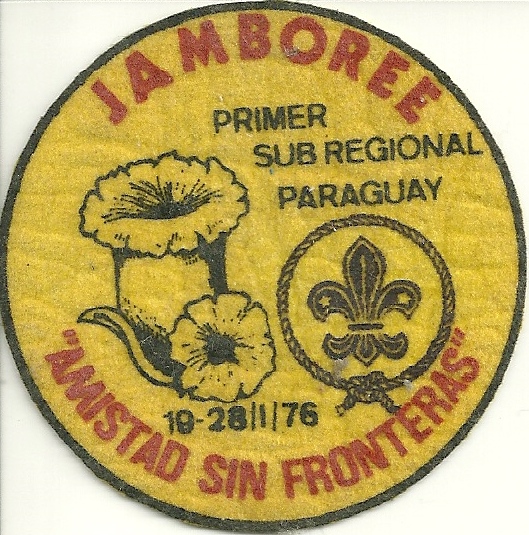 JAMBOREE
PRIMER
SUB REGIONAL
PARAGUAY
19-28|I|76
"AMISTAD SIN FRONTERAS"